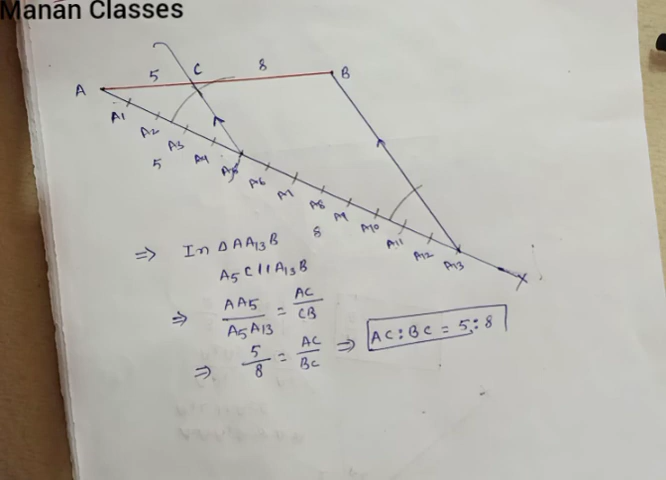 Manan Classes
5 C 8
A B
A1
A2
A3
5 A4
A5
A6
A7
A8
A9
8 A10
A11
A12
A13
X
⇒ In △AA13B
A5C || A13B
⇒ AA5/A5A13 = AC/CB
⇒ 5/8 = AC/BC ⇒ AC:BC = 5:8